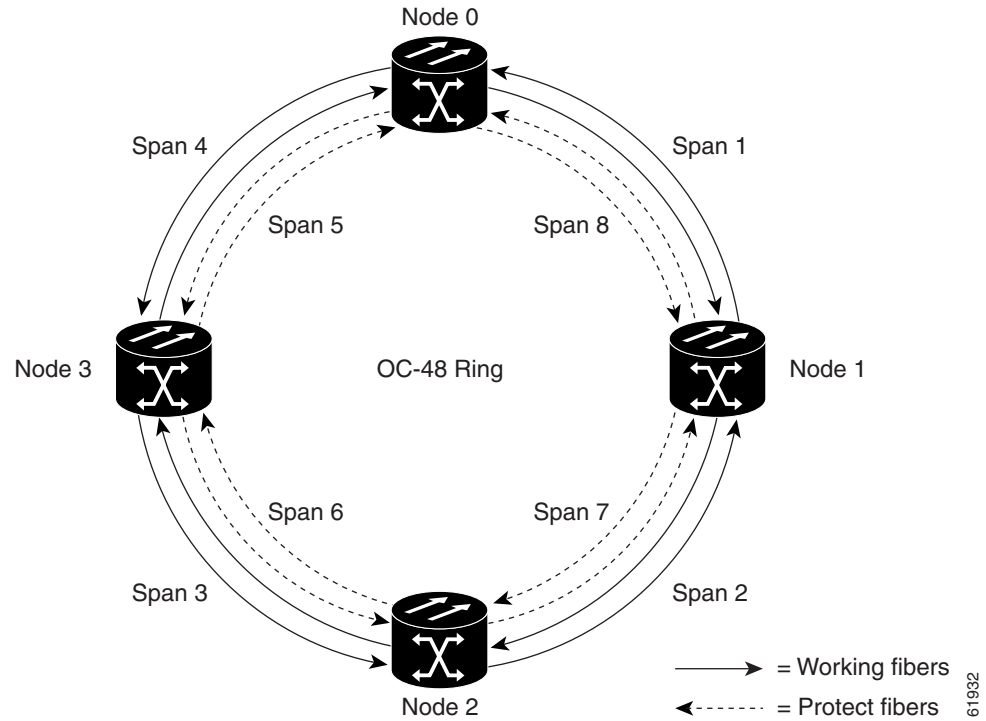 Node 0
Span 4
Span 1
Span 5
Span 8
Node 3
OC-48 Ring
Node 1
Span 6
Span 7
Span 3
Span 2
Node 2
= Working fibers
= Protect fibers
61932